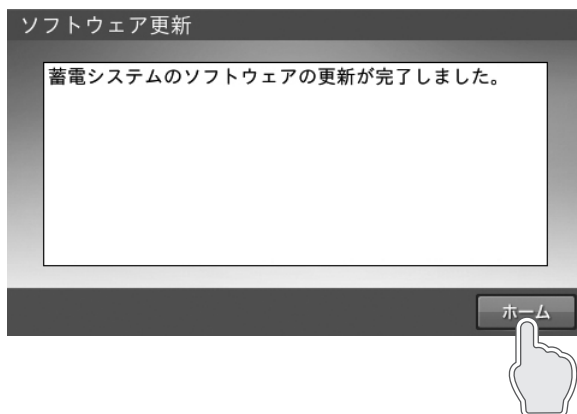 ソフトウェア更新
蓄電システムのソフトウェアの更新が完了しました。
ホーム